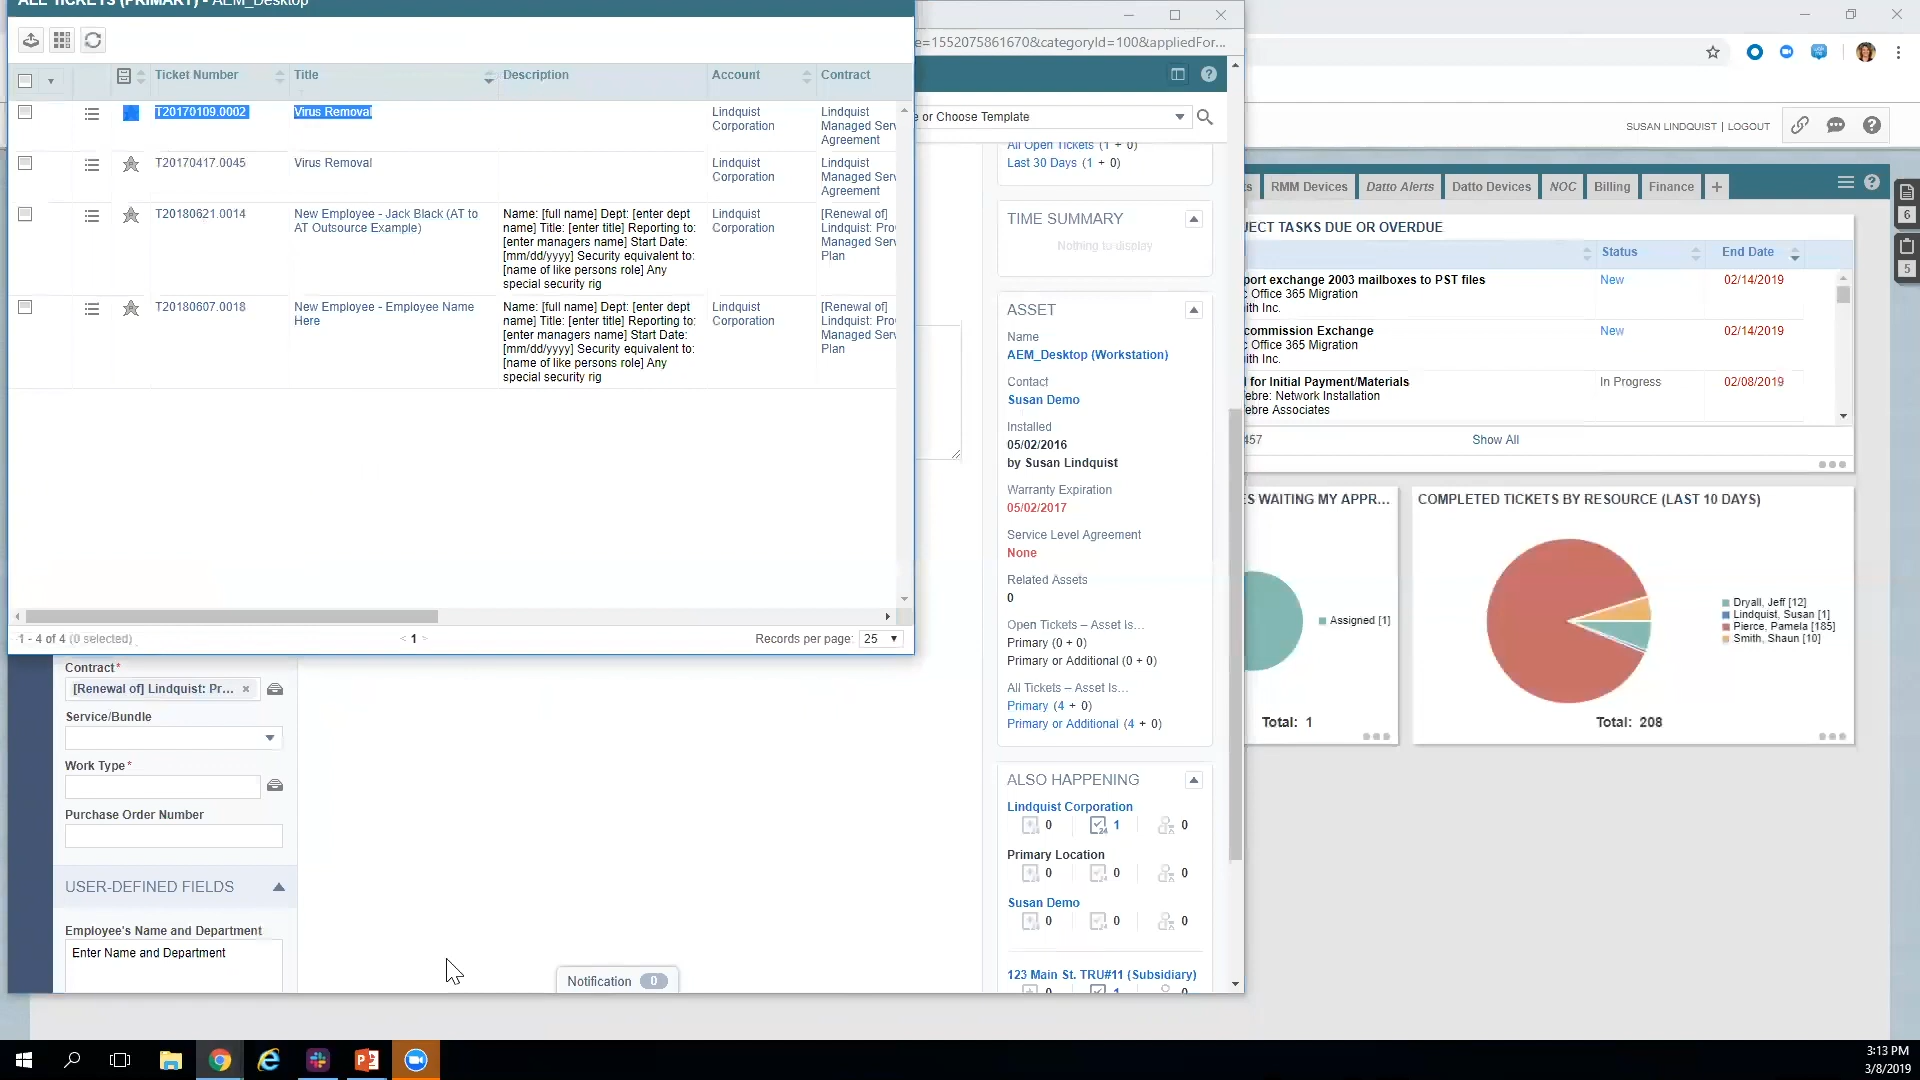 ALL TICKETS (PRIMARY) - AEM_Desktop
Ticket Number
Title
Description
Account
Contract
T20170109.0002
Virus Removal
Lindquist
Corporation
Lindquist
Managed Serv
Agreement
T20170417.0045
Virus Removal
Lindquist
Corporation
Lindquist
Managed Serv
Agreement
T20180621.0014
New Employee - Jack Black (AT to
AT Outsource Example)
Name: [full name] Dept: [enter dept
name] Title: [enter title] Reporting to:
[enter managers name] Start Date:
[mm/dd/yyyy] Security equivalent to:
[name of like persons role] Any
special security rig
Lindquist
Corporation
[Renewal of]
Lindquist: Pro
Managed Serv
Plan
T20180607.0018
New Employee - Employee Name
Here
Name: [full name] Dept: [enter dept
name] Title: [enter title] Reporting to:
[enter managers name] Start Date:
[mm/dd/yyyy] Security equivalent to:
[name of like persons role] Any
special security rig
Lindquist
Corporation
[Renewal of]
Lindquist: Pro
Managed Serv
Plan
1 - 4 of 4 (0 selected)
< 1 >
Records per page: 25
Contract*
[Renewal of] Lindquist: Pr... ×
Service/Bundle
Work Type*
Purchase Order Number
USER-DEFINED FIELDS
Employee's Name and Department
Enter Name and Department
Notification 0
e=1552075861670&categoryId=100&appliedFor...
e or Choose Template
All Open Tickets (1 + 0)
Last 30 Days (1 + 0)
TIME SUMMARY
Nothing to display
ASSET
Name
AEM_Desktop (Workstation)
Contact
Susan Demo
Installed
05/02/2016
by Susan Lindquist
Warranty Expiration
05/02/2017
Service Level Agreement
None
Related Assets
0
Open Tickets – Asset Is...
Primary (0 + 0)
Primary or Additional (0 + 0)
All Tickets – Asset Is...
Primary (4 + 0)
Primary or Additional (4 + 0)
ALSO HAPPENING
Lindquist Corporation
0 1 0
Primary Location
0 0 0
Susan Demo
0 0 0
123 Main St. TRU#11 (Subsidiary)
0 1 0
SUSAN LINDQUIST | LOGOUT
ts
RMM Devices
Datto Alerts
Datto Devices
NOC
Billing
Finance
+
6
5
JECT TASKS DUE OR OVERDUE
Status
End Date
port exchange 2003 mailboxes to PST files
: Office 365 Migration
ith Inc.
New
02/14/2019
commission Exchange
: Office 365 Migration
ith Inc.
New
02/14/2019
l for Initial Payment/Materials
ebre: Network Installation
ebre Associates
In Progress
02/08/2019
457
Show All
S WAITING MY APPR...
Assigned [1]
Total: 1
COMPLETED TICKETS BY RESOURCE (LAST 10 DAYS)
Dryall, Jeff [12]
Lindquist, Susan [1]
Pierce, Pamela [185]
Smith, Shaun [10]
Total: 208
3:13 PM
3/8/2019